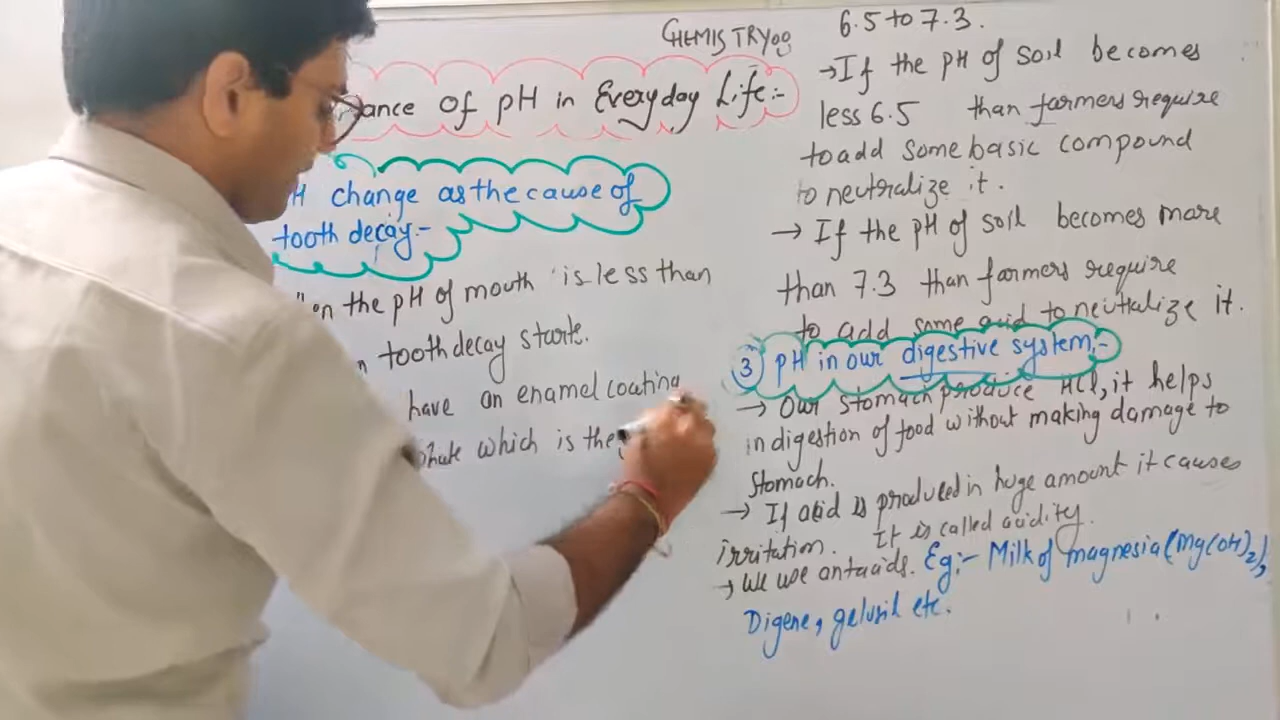 CHEMISTRY
ance of pH in Everyday Life:-
H change as the cause of
tooth decay:-
en the pH of mouth is less than
n tooth decay starts.
have an enamel coating
phate which is the
6.5 to 7.3.
→ If the pH of soil becomes
less 6.5 than farmers require
to add some basic compound
to neutralize it.
→ If the pH of soil becomes more
than 7.3 than farmers require
to add some acid to neutralize it.
3 pH in our digestive system:-
→ Our stomach produce HCl, it helps
in digestion of food without making damage to
stomach.
→ If acid is produced in huge amount it causes
irritation. It is called acidity.
→ We use antacids. Eg:- Milk of magnesia (Mg(OH)2),
Digene, gelusil etc.